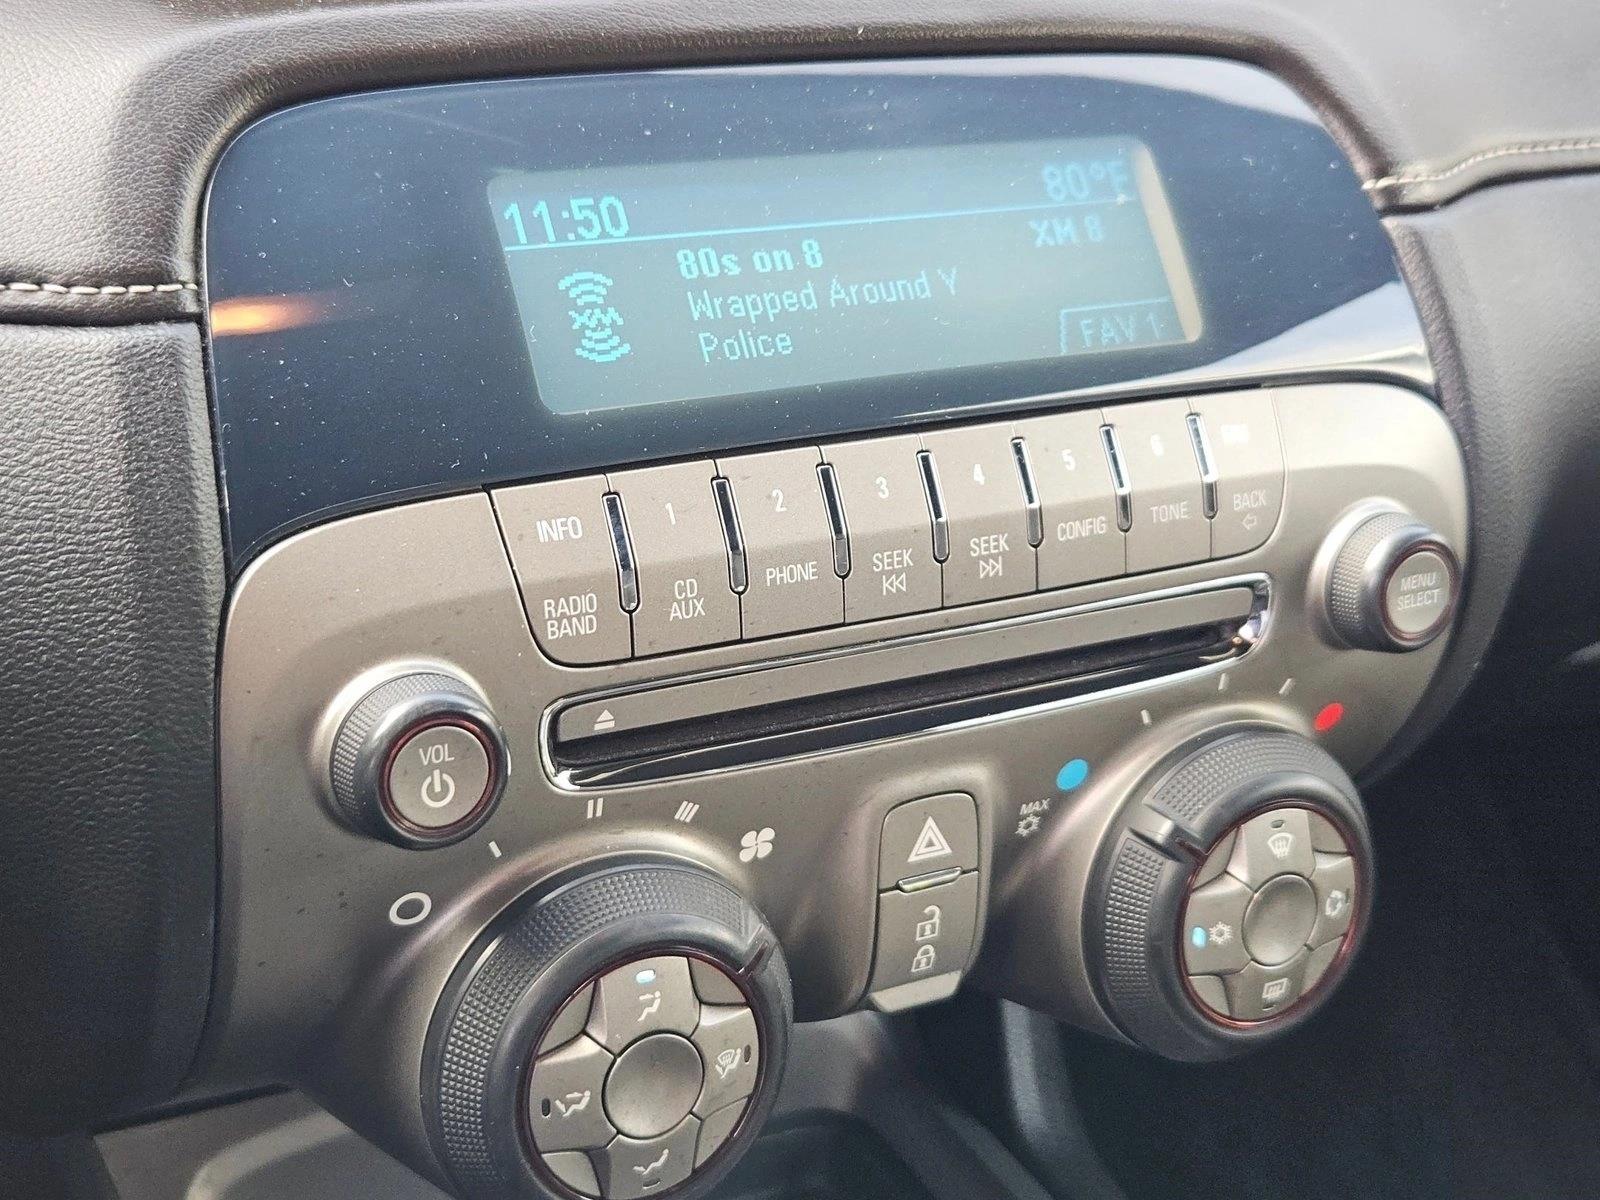 11:50 80°F
80s on 8 XM 8
XM
Wrapped Around Y
Police FAV 1
INFO 1 2 3 4 5 6
RADIO BAND
CD AUX
PHONE
SEEK
SEEK
CONFIG
TONE
BACK
MENU
SELECT
VOL
MAX